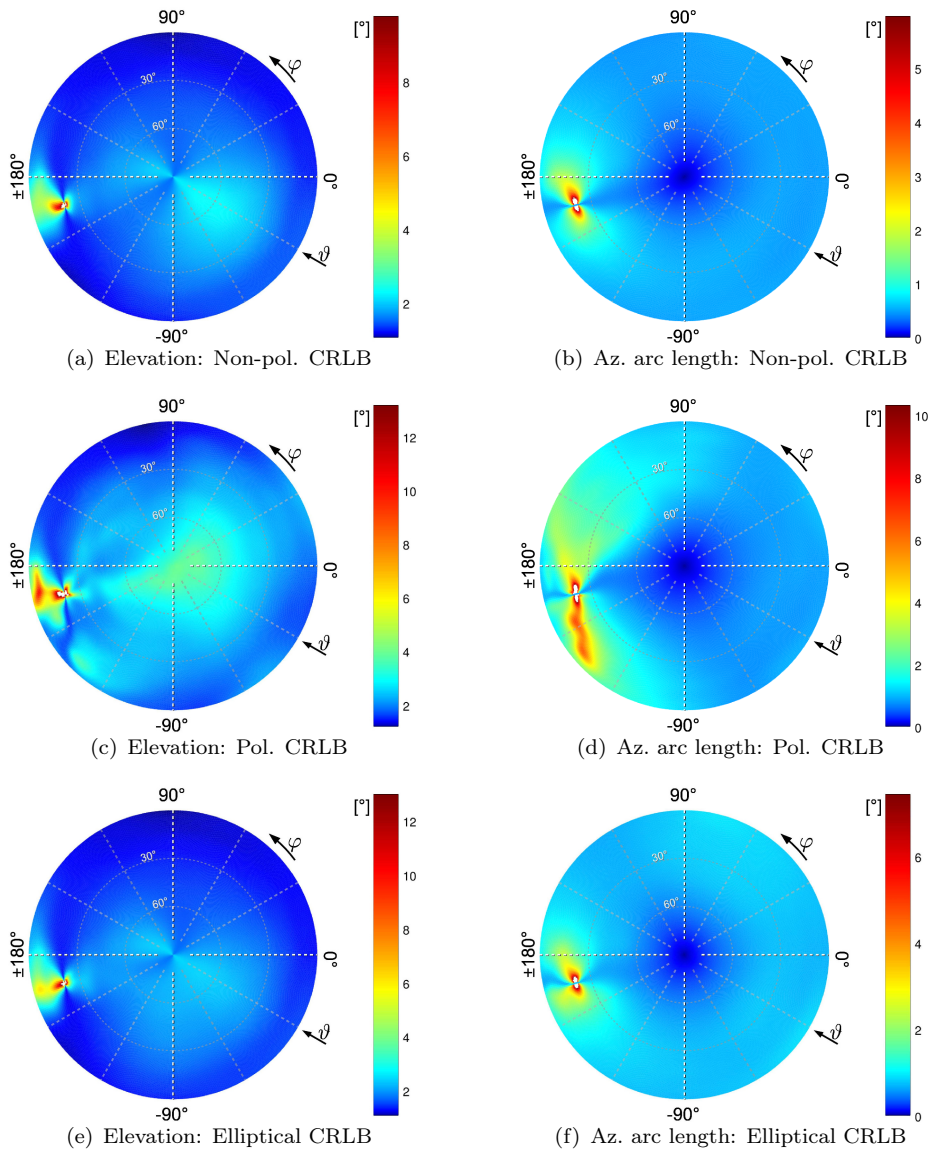 90° [°] 90° [°]
φ φ
8 5
30° 30°
60° 60°
6 4
±180° 0° ±180° 0°
3
4 2
ϑ ϑ
2 1
0
-90° -90°
(a) Elevation: Non-pol. CRLB (b) Az. arc length: Non-pol. CRLB
90° [°] 90° [°]
10
12
φ φ
30° 30°
10 8
60° 60°
8 6
±180° 0° ±180° 0°
6 4
ϑ ϑ
4 2
2 0
-90° -90°
(c) Elevation: Pol. CRLB (d) Az. arc length: Pol. CRLB
90° [°] 90° [°]
12
φ φ
30° 30°
10 6
60° 60°
8
±180° 0° ±180° 0°
4
6
ϑ ϑ
4 2
2 0
-90° -90°
(e) Elevation: Elliptical CRLB (f) Az. arc length: Elliptical CRLB